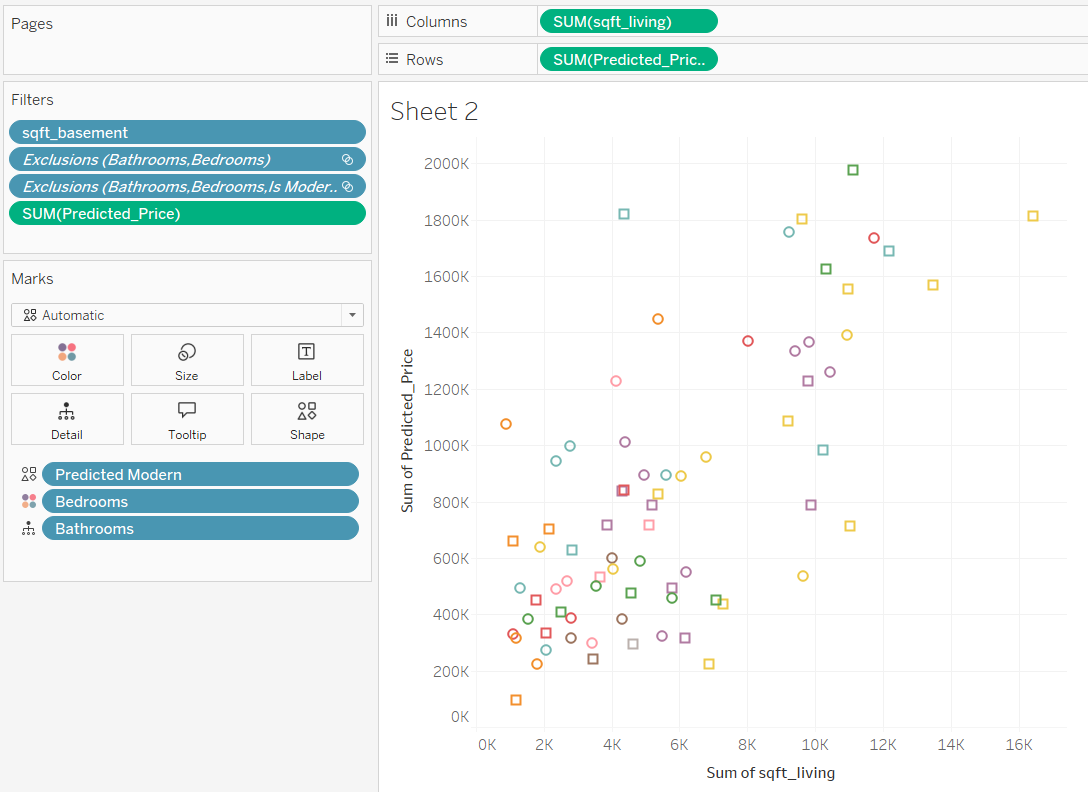 Pages
Columns
SUM(sqft_living)
Rows
SUM(Predicted_Pric..
Filters
sqft_basement
Exclusions (Bathrooms,Bedrooms)
Exclusions (Bathrooms,Bedrooms,Is Moder..
SUM(Predicted_Price)
Marks
Automatic
Color
Size
Label
Detail
Tooltip
Shape
Predicted Modern
Bedrooms
Bathrooms
Sheet 2
Sum of Predicted_Price
2000K
1800K
1600K
1400K
1200K
1000K
800K
600K
400K
200K
0K
0K 2K 4K 6K 8K 10K 12K 14K 16K
Sum of sqft_living